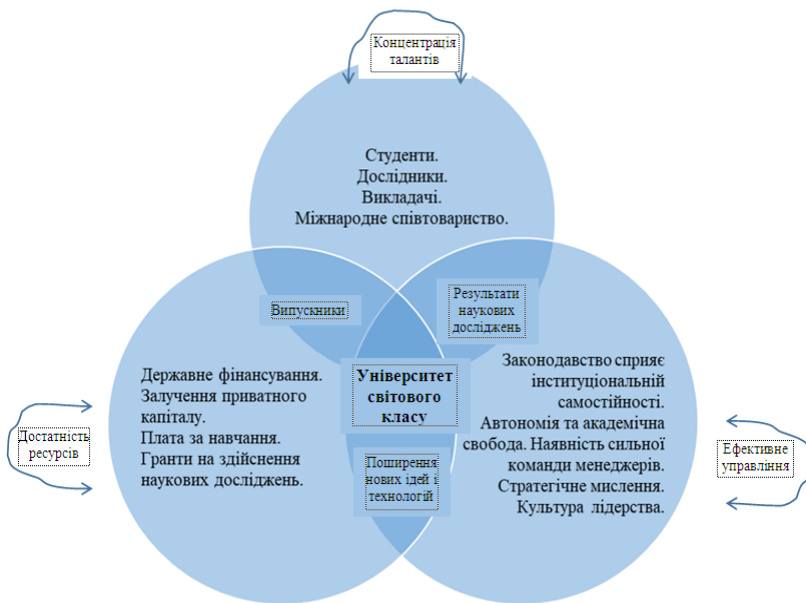 Концентрація
талантів
Студенти.
Дослідники.
Викладачі.
Міжнародне співтовариство.
Випускники
Результати
наукових
досліджень
Державне фінансування.
Залучення приватного
капіталу.
Плата за навчання.
Гранти на здійснення
наукових досліджень.
Університет
світового
класу
Законодавство сприяє
інституціональній
самостійності.
Автономія та академічна
свобода. Наявність сильної
команди менеджерів.
Стратегічне мислення.
Культура лідерства.
Достатність
ресурсів
Поширення
нових ідей і
технологій
Ефективне
управління